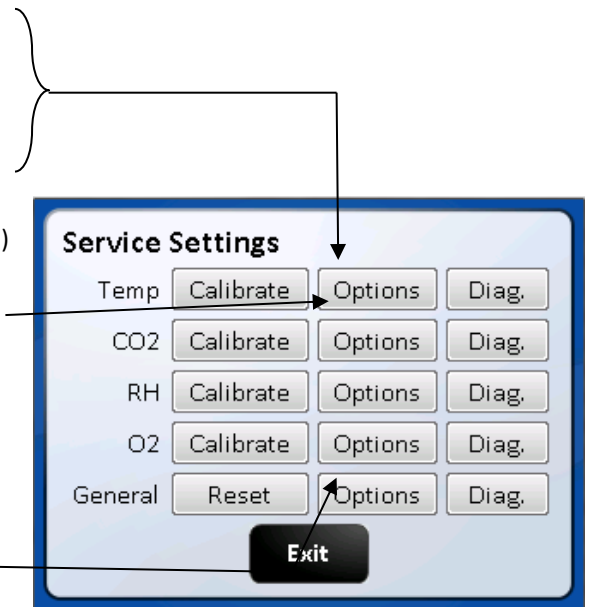 )
Service Settings
Temp Calibrate Options Diag.
CO2 Calibrate Options Diag.
RH Calibrate Options Diag.
O2 Calibrate Options Diag.
General Reset Options Diag.
Exit